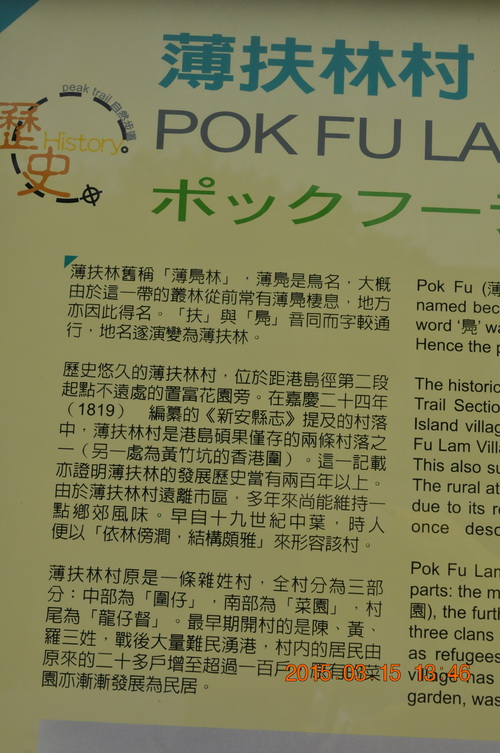 薄扶林村
peak trail 自然步道
歷史
History
POK FU LA
ポックフー
薄扶林舊稱「薄鳧林」，薄鳧是鳥名，大概
由於這一帶的叢林從前常有薄鳧棲息，地方
亦因此得名。「扶」與「鳧」音同而字較通
行，地名遂演變為薄扶林。
歷史悠久的薄扶林村，位於距港島徑第二段
起點不遠處的置富花園旁。在嘉慶二十四年
（1819） 編纂的《新安縣志》提及的村落
中，薄扶林村是港島碩果僅存的兩條村落之
一（另一處為黃竹坑的香港圍）。這一記載
亦證明薄扶林的發展歷史當有兩百年以上。
由於薄扶林村遠離市區，多年來尚能維持一
點鄉郊風味。早自十九世紀中葉，時人
便以「依林傍澗，結構頗雅」來形容該村。
薄扶林村原是一條雜姓村，全村分為三部
分：中部為「圍仔」，南部為「菜園」，村
尾為「龍仔督」。最早期開村的是陳、黃、
羅三姓，戰後大量難民湧港，村内的居民由
原來的二十多戶增至超過一百戶，原有的菜
園亦漸漸發展為民居。
Pok Fu (薄
named bec
word '鳧' wa
Hence the p
The historic
Trail Sectio
Island villag
Fu Lam Villa
This also su
The rural at
due to its re
once desc
Pok Fu Lan
parts: the m
園), the furth
three clans
as refugees
village has
garden, was
2015-03-15 13:46